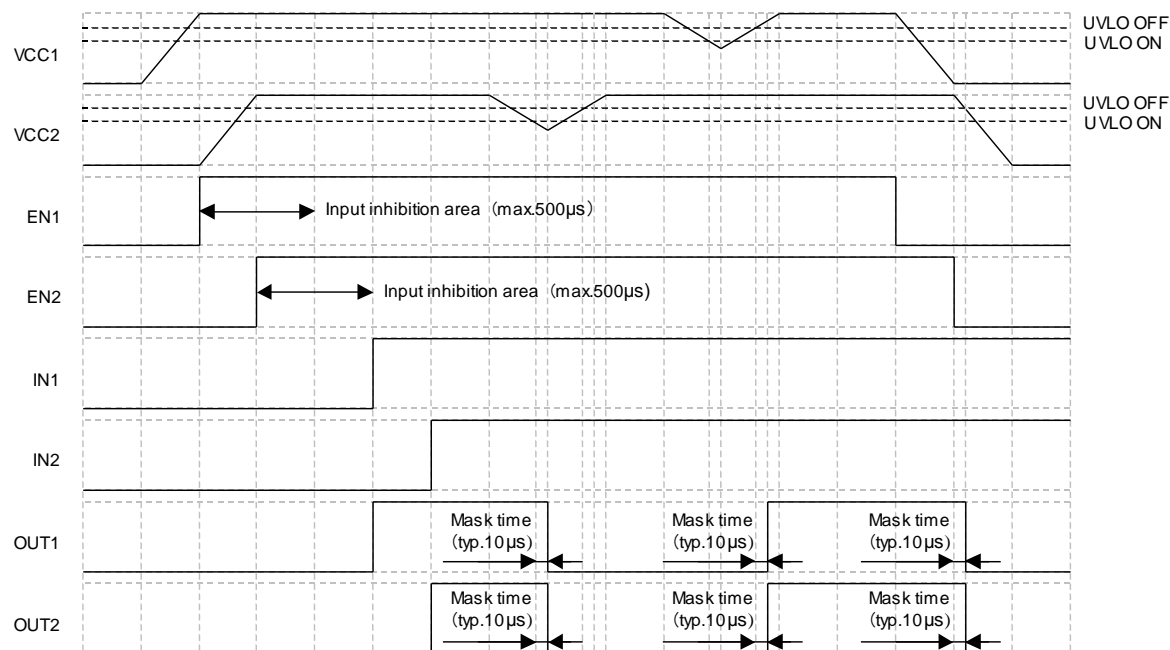 UVLO OFF
VCC1
UVLO ON
UVLO OFF
VCC2
UVLO ON
EN1
Input inhibition area (max.500μs)
EN2
Input inhibition area (max.500μs)
IN1
IN2
OUT1
Mask time
(typ.10μs)
Mask time
(typ.10μs)
Mask time
(typ.10μs)
OUT2
Mask time
(typ.10μs)
Mask time
(typ.10μs)
Mask time
(typ.10μs)